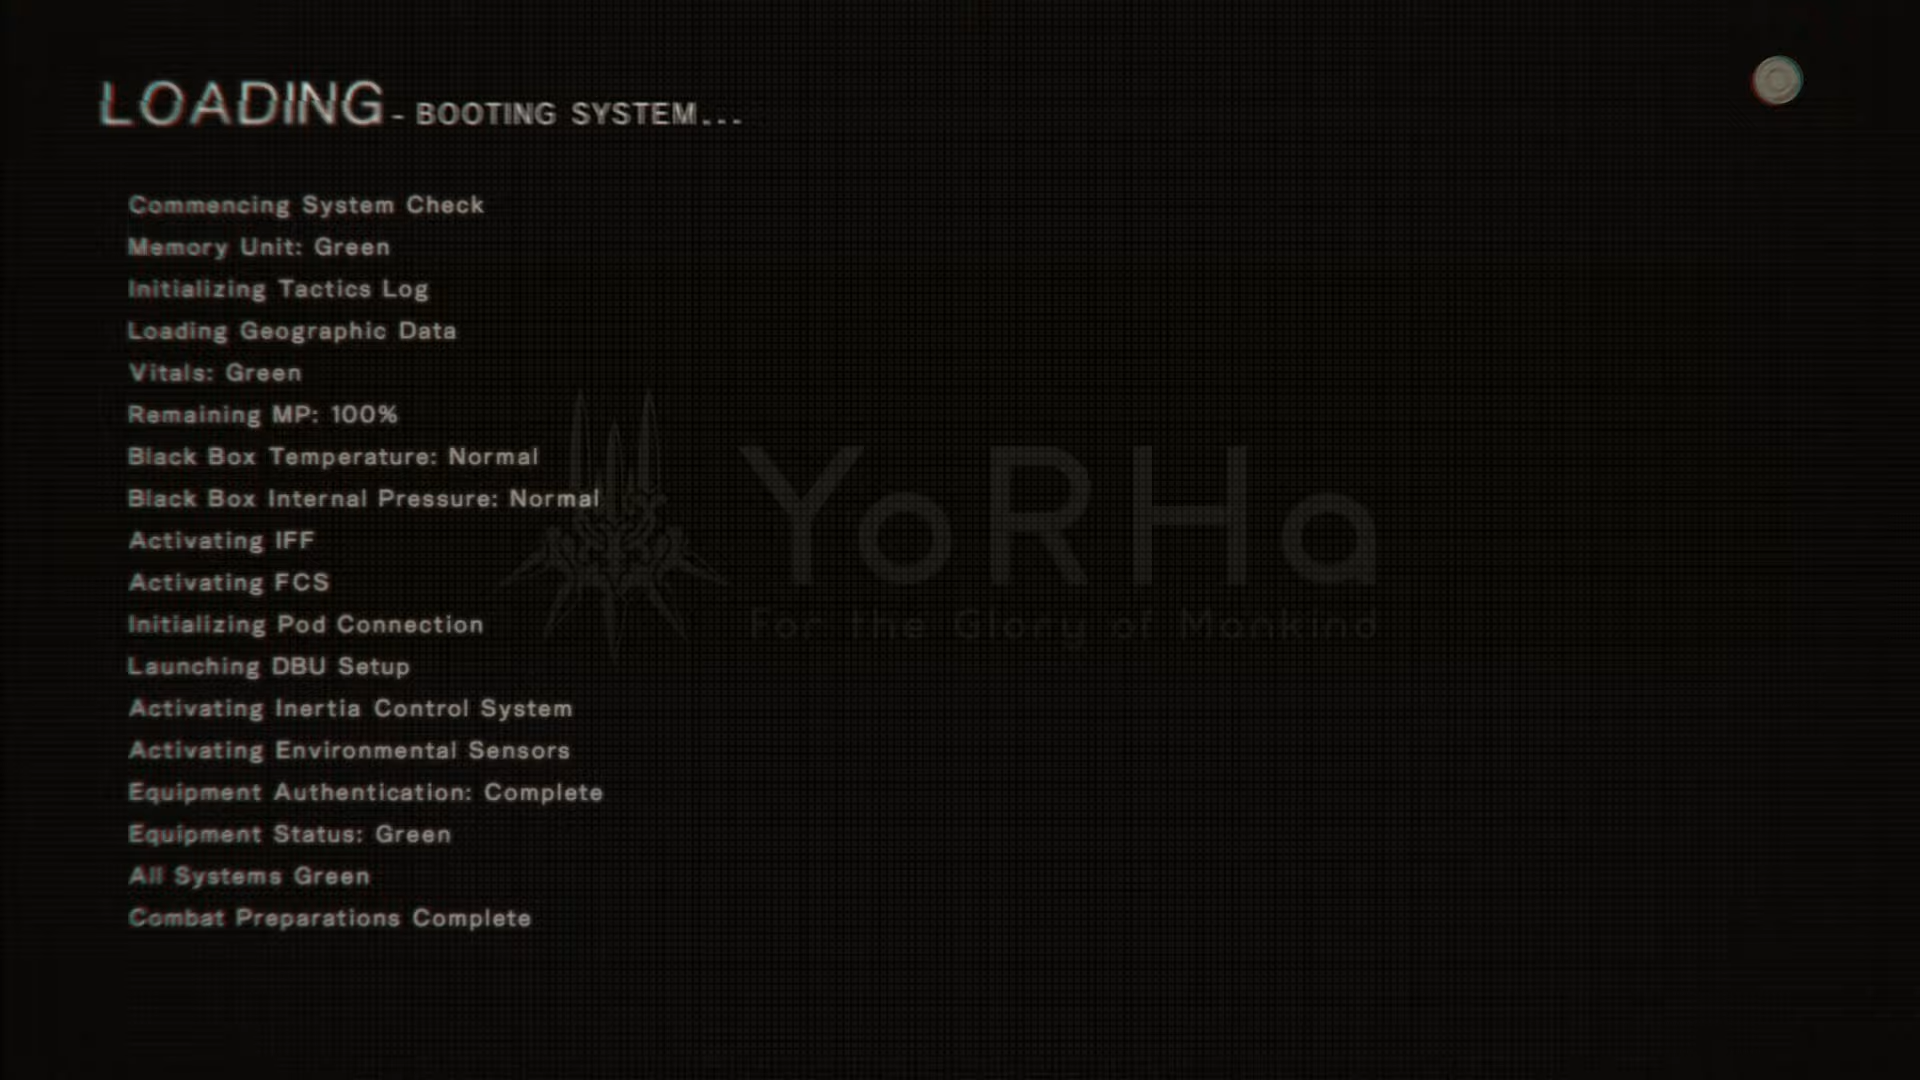 LOADING - BOOTING SYSTEM...
Commencing System Check
Memory Unit: Green
Initializing Tactics Log
Loading Geographic Data
Vitals: Green
Remaining MP: 100%
Black Box Temperature: Normal
Black Box Internal Pressure: Normal
Activating IFF
Activating FCS
Initializing Pod Connection
Launching DBU Setup
Activating Inertia Control System
Activating Environmental Sensors
Equipment Authentication: Complete
Equipment Status: Green
All Systems Green
Combat Preparations Complete
YoRHa
For the Glory of Mankind